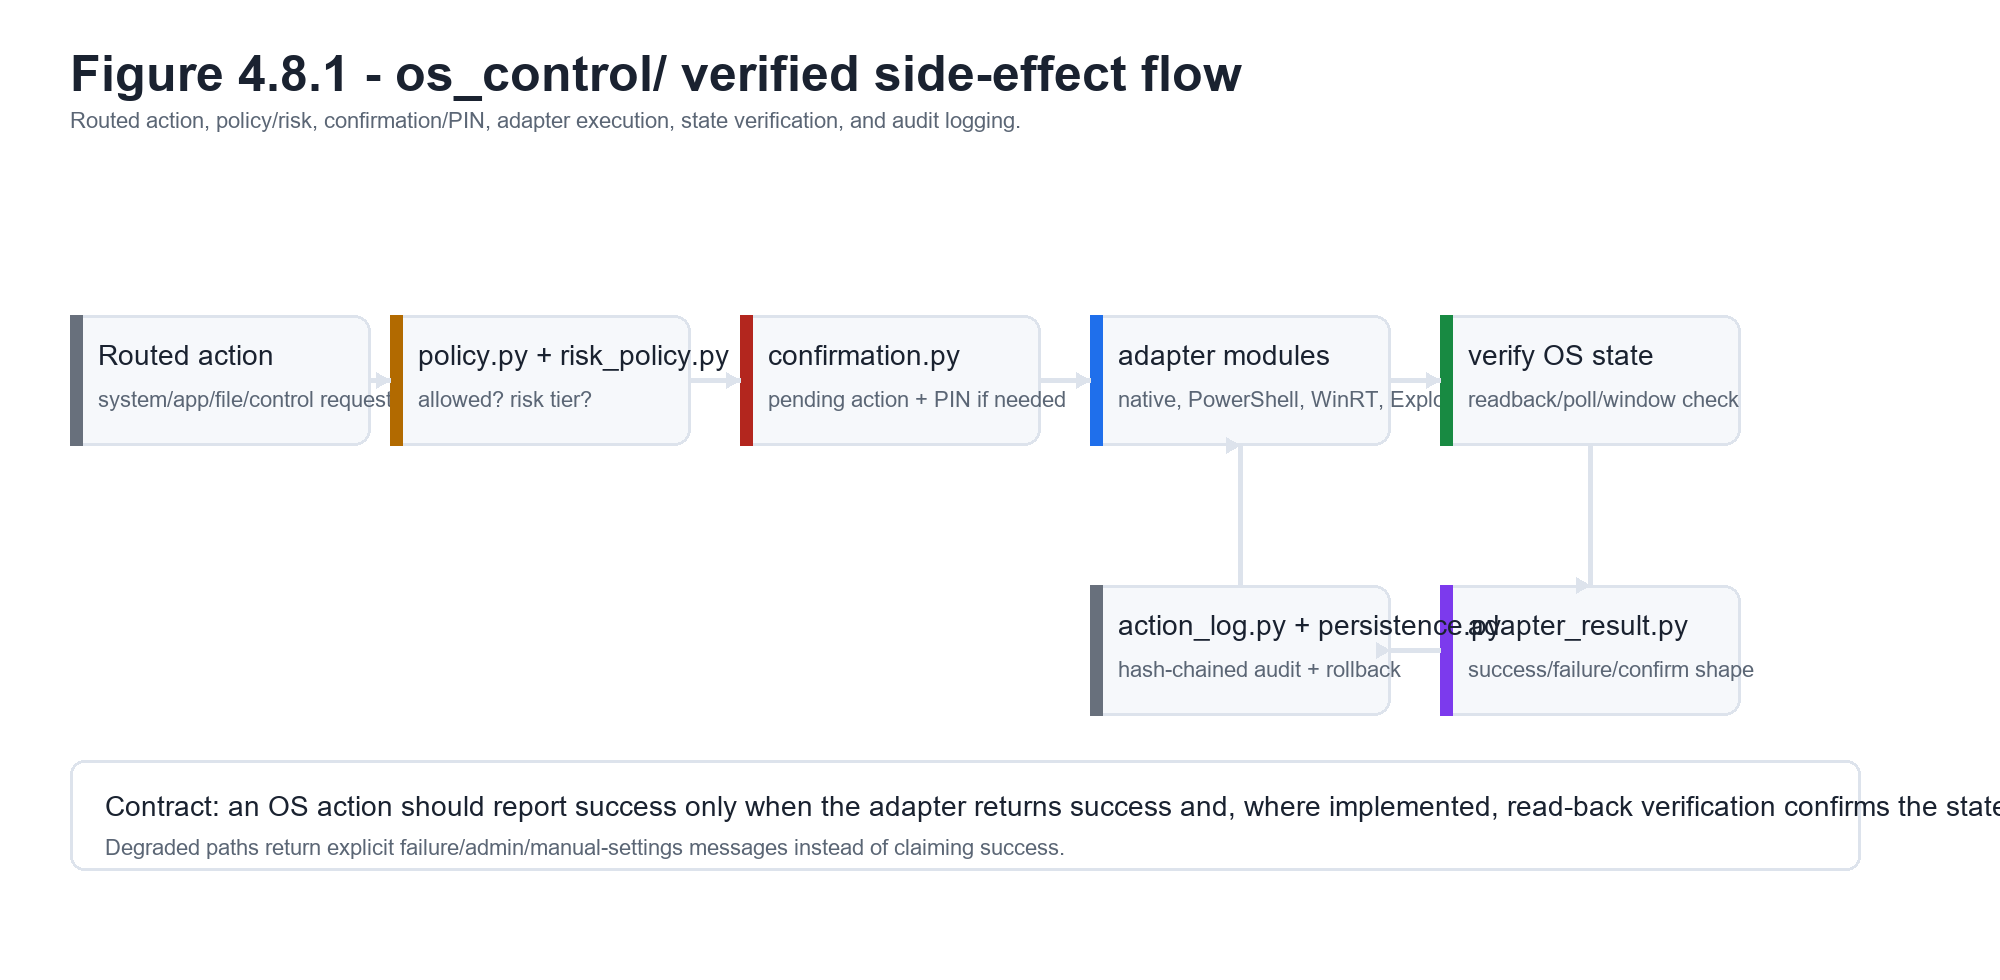 Figure 4.8.1 - os_control/ verified side-effect flow
Routed action, policy/risk, confirmation/PIN, adapter execution, state verification, and audit logging.
Routed action
system/app/file/control request
policy.py + risk_policy.py
allowed? risk tier?
confirmation.py
pending action + PIN if needed
adapter modules
native, PowerShell, WinRT, Explo
verify OS state
readback/poll/window check
action_log.py + persistence.py
hash-chained audit + rollback
adapter_result.py
success/failure/confirm shape
Contract: an OS action should report success only when the adapter returns success and, where implemented, read-back verification confirms the state
Degraded paths return explicit failure/admin/manual-settings messages instead of claiming success.